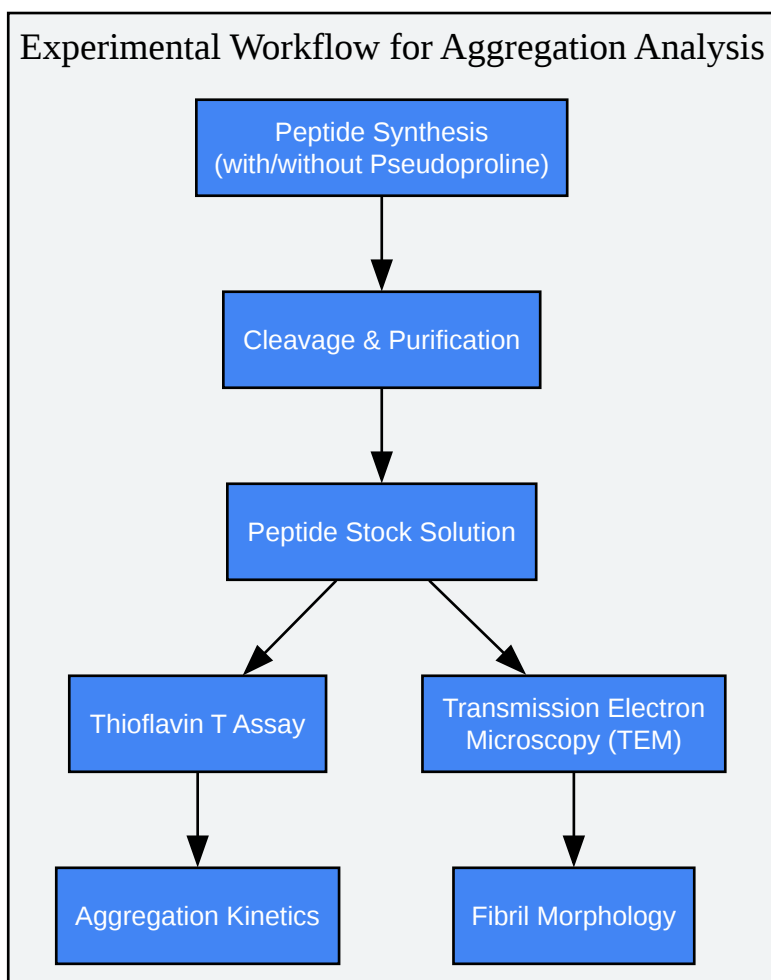 Experimental Workflow for Aggregation Analysis
Peptide Synthesis
(with/without Pseudoproline)
Cleavage & Purification
Peptide Stock Solution
Thioflavin T Assay
Transmission Electron
Microscopy (TEM)
Aggregation Kinetics
Fibril Morphology